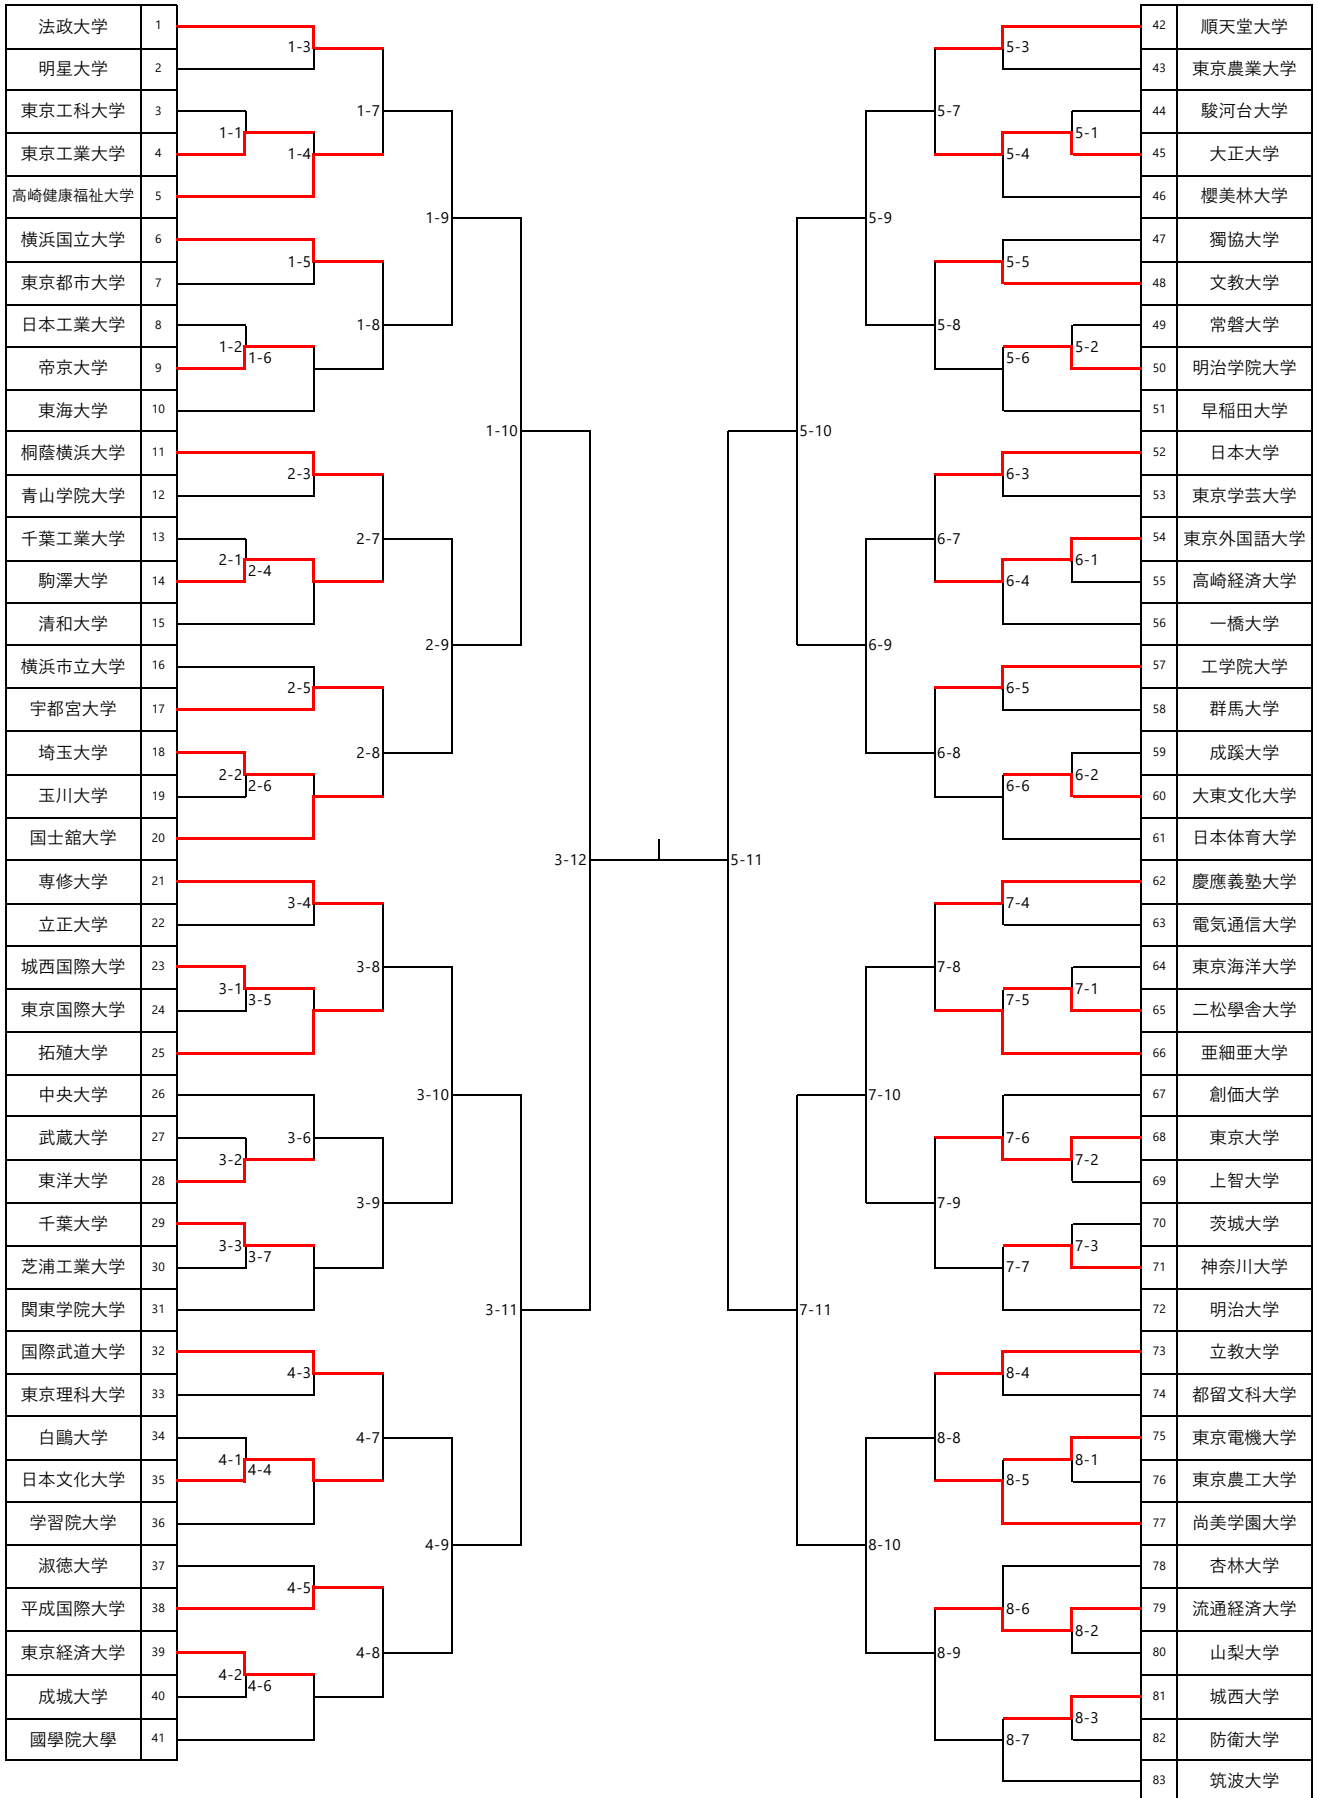 法政大学 1
明星大学 2
東京工科大学 3
東京工業大学 4
高崎健康福祉大学 5
横浜国立大学 6
東京都市大学 7
日本工業大学 8
帝京大学 9
東海大学 10
桐蔭横浜大学 11
青山学院大学 12
千葉工業大学 13
駒澤大学 14
清和大学 15
横浜市立大学 16
宇都宮大学 17
埼玉大学 18
玉川大学 19
国士舘大学 20
専修大学 21
立正大学 22
城西国際大学 23
東京国際大学 24
拓殖大学 25
中央大学 26
武蔵大学 27
東洋大学 28
千葉大学 29
芝浦工業大学 30
関東学院大学 31
国際武道大学 32
東京理科大学 33
白鷗大学 34
日本文化大学 35
学習院大学 36
淑徳大学 37
平成国際大学 38
東京経済大学 39
成城大学 40
國學院大學 41
1-1
1-2
2-1
2-2
3-1
3-2
3-3
4-1
4-2
1-3
1-4
1-5
1-6
2-3
2-4
2-5
2-6
3-4
3-5
3-6
3-7
4-3
4-4
4-5
4-6
1-7
1-8
2-7
2-8
3-8
3-9
4-7
4-8
1-9
2-9
3-10
4-9
1-10
3-11
3-12
5-11
5-10
7-11
5-9
6-9
7-10
8-10
5-7
5-8
6-7
6-8
7-8
7-9
8-8
8-9
5-3
5-4
5-5
5-6
6-3
6-4
6-5
6-6
7-4
7-5
7-6
7-7
8-4
8-5
8-6
8-7
5-1
5-2
6-1
6-2
7-1
7-2
7-3
8-1
8-2
8-3
42 順天堂大学
43 東京農業大学
44 駿河台大学
45 大正大学
46 櫻美林大学
47 獨協大学
48 文教大学
49 常磐大学
50 明治学院大学
51 早稲田大学
52 日本大学
53 東京学芸大学
54 東京外国語大学
55 高崎経済大学
56 一橋大学
57 工学院大学
58 群馬大学
59 成蹊大学
60 大東文化大学
61 日本体育大学
62 慶應義塾大学
63 電気通信大学
64 東京海洋大学
65 二松學舎大学
66 亜細亜大学
67 創価大学
68 東京大学
69 上智大学
70 茨城大学
71 神奈川大学
72 明治大学
73 立教大学
74 都留文科大学
75 東京電機大学
76 東京農工大学
77 尚美学園大学
78 杏林大学
79 流通経済大学
80 山梨大学
81 城西大学
82 防衛大学
83 筑波大学